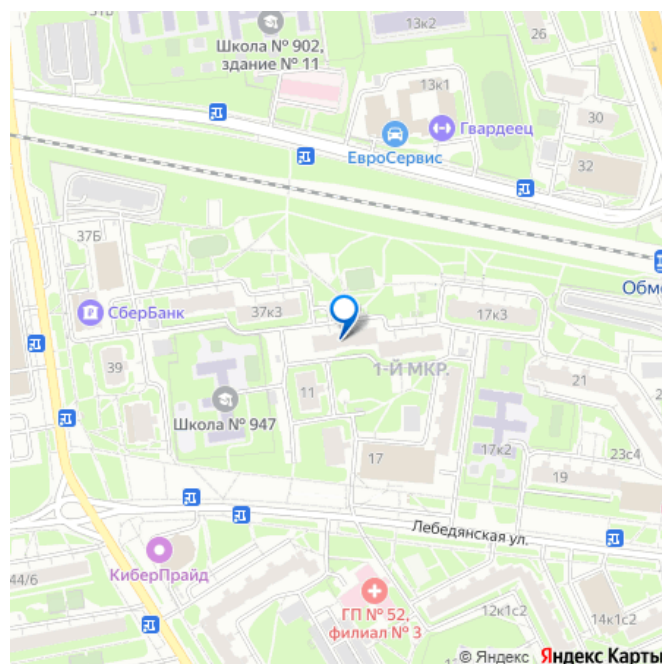 31Б
13к2
26
Школа № 902,
здание № 11
13к1
30
Гвардеец
ЕвроСервис
32
37Б
Обм
СберБанк
37к3
17к3
39
1-Й МКР.
21
11
Школа № 947
17
17к2
23с4
19
Лебедянская ул.
КиберПрайд
44/6
ГП № 52,
филиал № 3
12к1с2
14к1с2
© Яндекс Яндекс Карты